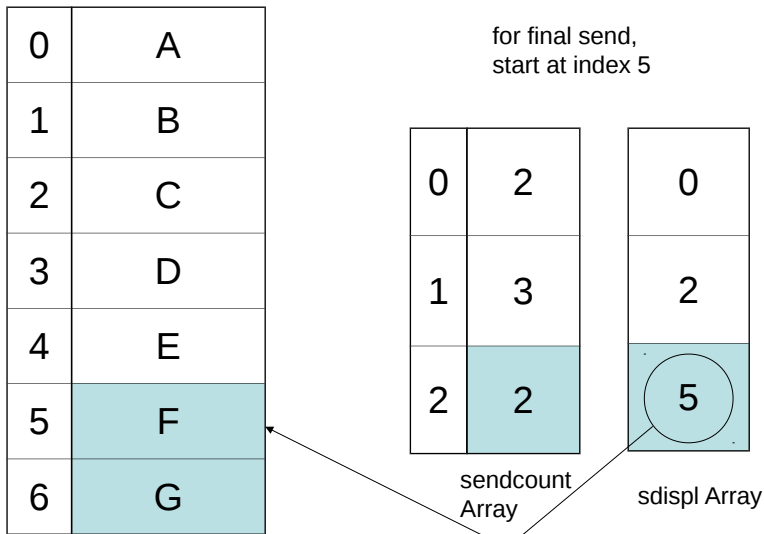 0 A
1 B
2 C
3 D
4 E
5 F
6 G
for final send,
start at index 5
0 2
1 3
2 2
sendcount
Array
0
2
5
sdispl Array